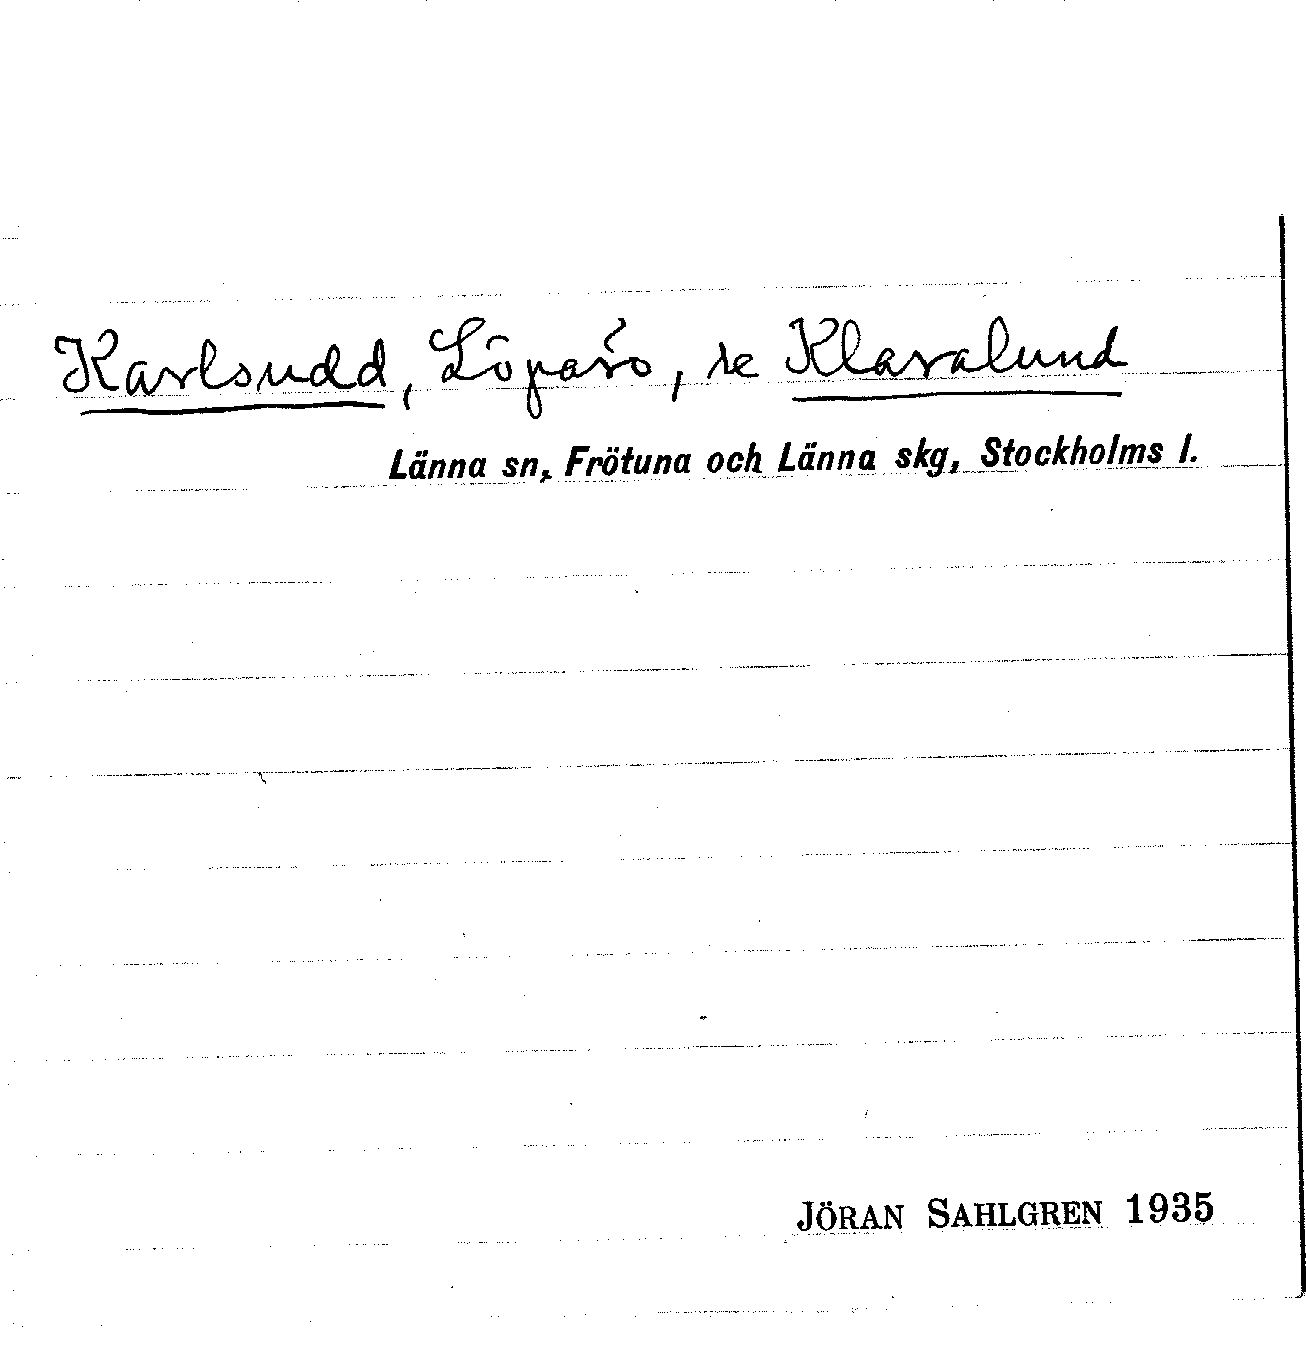 Karlsudd, Löparö, se Klaralund
Länna sn, Frötuna och Länna skg, Stockholms l.
JÖRAN SAHLGREN 1935